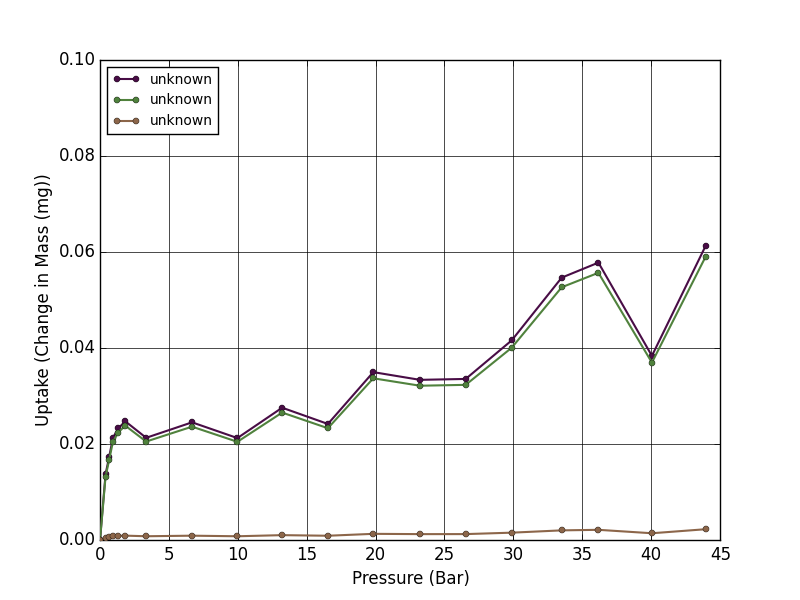 unknown
unknown
unknown
0.10
0.08
0.06
0.04
0.02
0.00
Uptake (Change in Mass (mg))
0 5 10 15 20 25 30 35 40 45
Pressure (Bar)